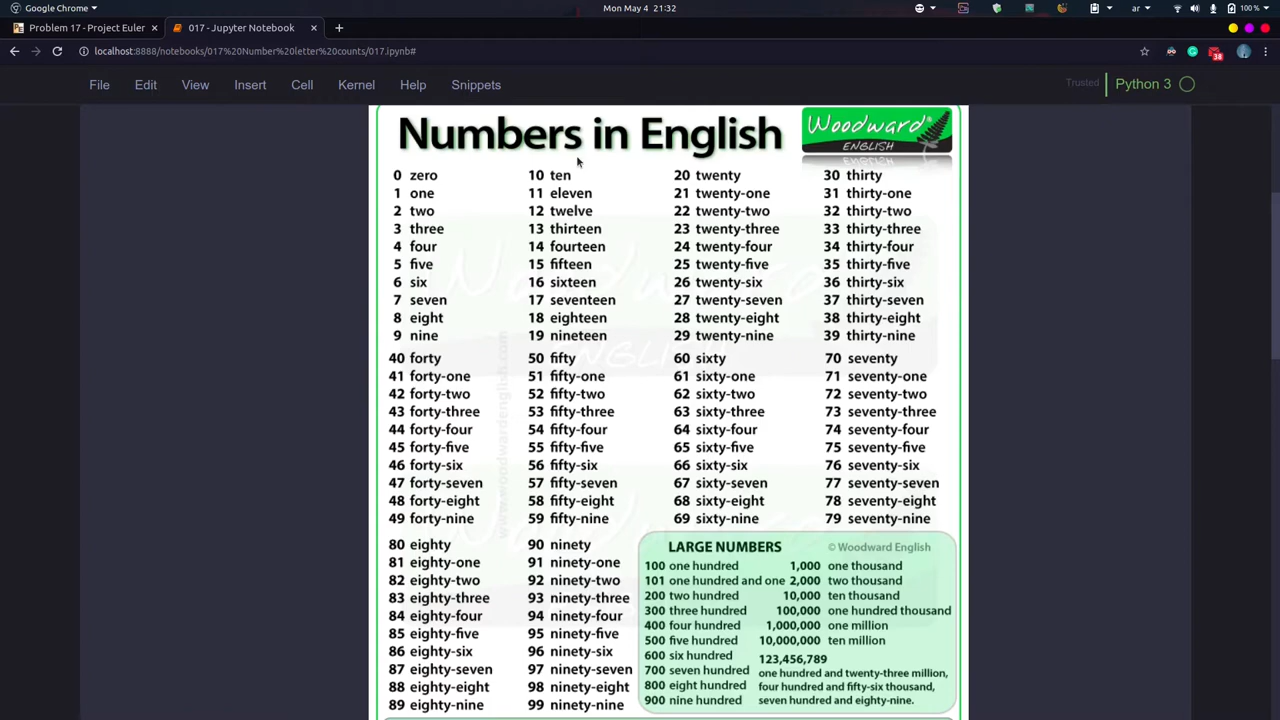 Google Chrome
Mon May 4 21:32
ar
100 %
Problem 17 - Project Euler
017 - Jupyter Notebook
localhost:8888/notebooks/017%20Number%20letter%20counts/017.ipynb#
38
File Edit View Insert Cell Kernel Help Snippets
Trusted
Python 3
Numbers in English
Woodward®
ENGLISH
0 zero
1 one
2 two
3 three
4 four
5 five
6 six
7 seven
8 eight
9 nine
10 ten
11 eleven
12 twelve
13 thirteen
14 fourteen
15 fifteen
16 sixteen
17 seventeen
18 eighteen
19 nineteen
20 twenty
21 twenty-one
22 twenty-two
23 twenty-three
24 twenty-four
25 twenty-five
26 twenty-six
27 twenty-seven
28 twenty-eight
29 twenty-nine
30 thirty
31 thirty-one
32 thirty-two
33 thirty-three
34 thirty-four
35 thirty-five
36 thirty-six
37 thirty-seven
38 thirty-eight
39 thirty-nine
40 forty
41 forty-one
42 forty-two
43 forty-three
44 forty-four
45 forty-five
46 forty-six
47 forty-seven
48 forty-eight
49 forty-nine
50 fifty
51 fifty-one
52 fifty-two
53 fifty-three
54 fifty-four
55 fifty-five
56 fifty-six
57 fifty-seven
58 fifty-eight
59 fifty-nine
60 sixty
61 sixty-one
62 sixty-two
63 sixty-three
64 sixty-four
65 sixty-five
66 sixty-six
67 sixty-seven
68 sixty-eight
69 sixty-nine
70 seventy
71 seventy-one
72 seventy-two
73 seventy-three
74 seventy-four
75 seventy-five
76 seventy-six
77 seventy-seven
78 seventy-eight
79 seventy-nine
80 eighty
81 eighty-one
82 eighty-two
83 eighty-three
84 eighty-four
85 eighty-five
86 eighty-six
87 eighty-seven
88 eighty-eight
89 eighty-nine
90 ninety
91 ninety-one
92 ninety-two
93 ninety-three
94 ninety-four
95 ninety-five
96 ninety-six
97 ninety-seven
98 ninety-eight
99 ninety-nine
LARGE NUMBERS
© Woodward English
100 one hundred
101 one hundred and one
200 two hundred
300 three hundred
400 four hundred
500 five hundred
600 six hundred
700 seven hundred
800 eight hundred
900 nine hundred
1,000 one thousand
2,000 two thousand
10,000 ten thousand
100,000 one hundred thousand
1,000,000 one million
10,000,000 ten million
123,456,789
one hundred and twenty-three million,
four hundred and fifty-six thousand,
seven hundred and eighty-nine.
www.woodwardenglish.com